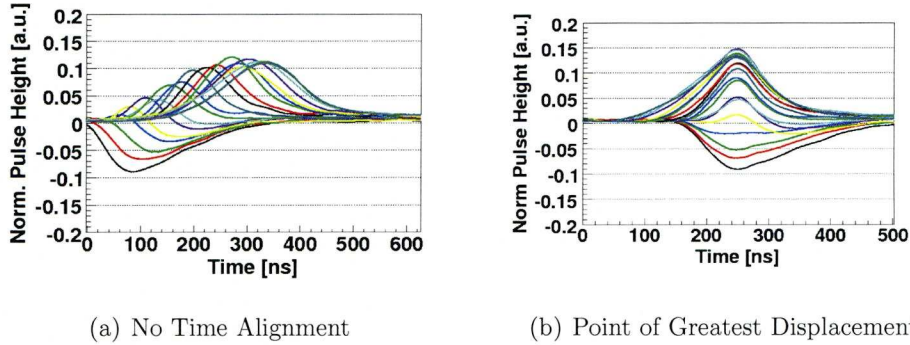 0.2
0.15
0.1
0.05
0
-0.05
-0.1
-0.15
-0.2
Norm. Pulse Height [a.u.]
0 100 200 300 400 500 600
Time [ns]
(a) No Time Alignment
0.2
0.15
0.1
0.05
0
-0.05
-0.1
-0.15
-0.2
Norm Pulse Height [a.u.]
0 100 200 300 400 500
Time [ns]
(b) Point of Greatest Displacemen